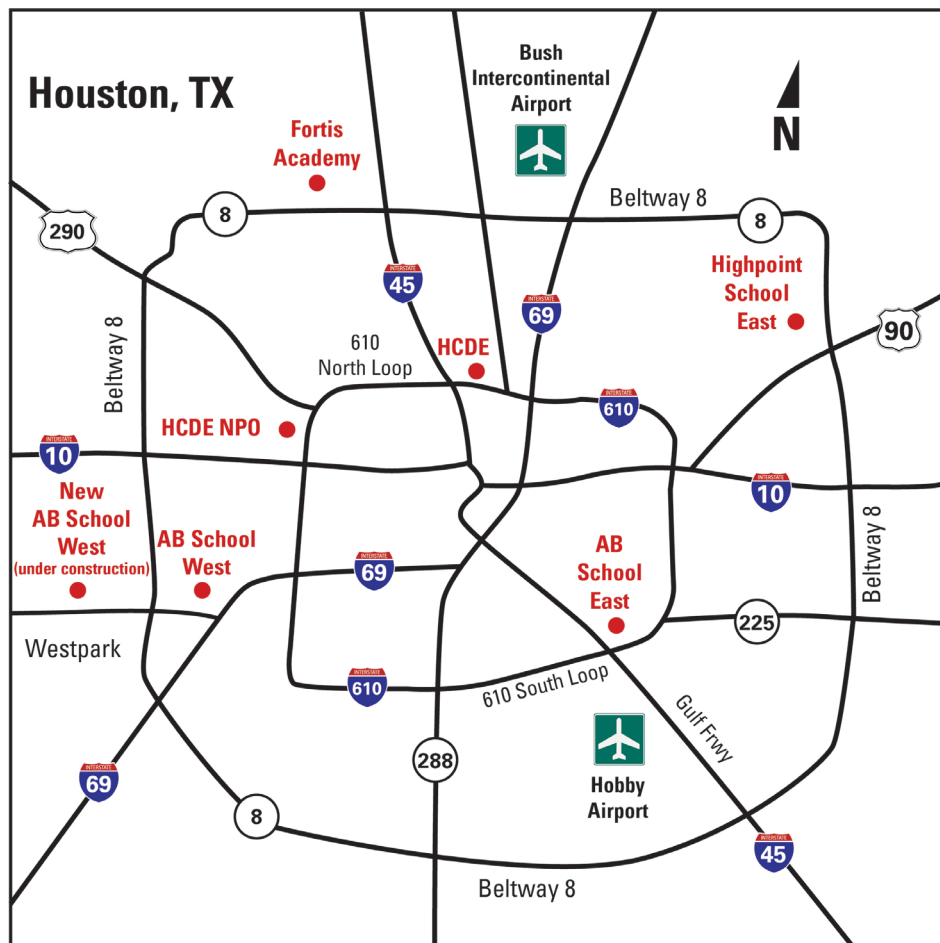 Houston, TX
Bush
Intercontinental
Airport
N
Fortis
Academy
Beltway 8
8
8
290
Highpoint
School
East
INTERSTATE
45
INTERSTATE
69
90
Beltway 8
610
North Loop
HCDE
INTERSTATE
610
HCDE NPO
INTERSTATE
10
INTERSTATE
10
New
AB School
West
(under construction)
AB School
West
AB
School
East
Beltway 8
INTERSTATE
69
225
Westpark
INTERSTATE
610
610 South Loop
Gulf Frwy
288
INTERSTATE
69
Hobby
Airport
8
INTERSTATE
45
Beltway 8